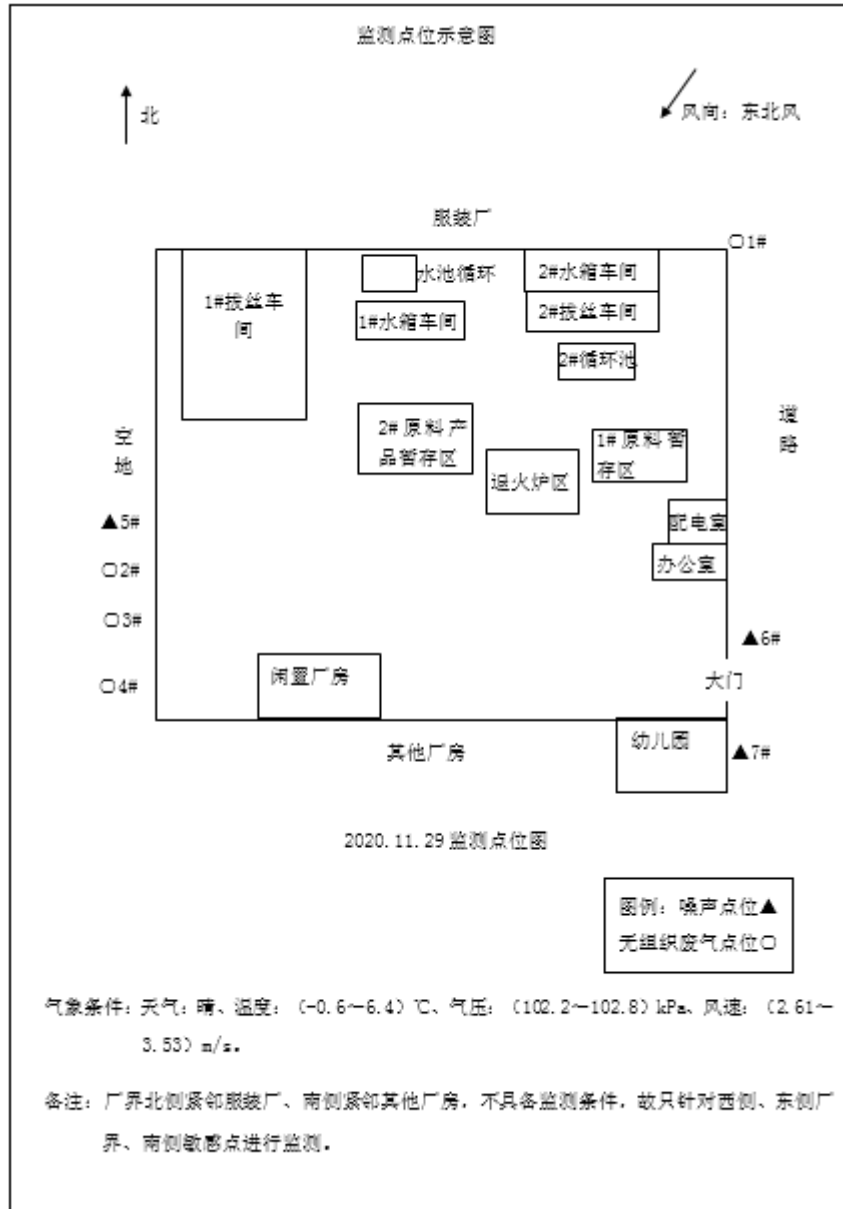 监测点位示意图
北
风向：东北风
服装厂
○1#
1#拔丝车
间
水池循环
2#水箱车间
1#水箱车间
2#拔丝车间
2#循环池
道
路
空
地
2#原料产
品暂存区
1#原料暂
存区
退火炉区
▲5#
配电室
○2#
办公室
○3#
▲6#
○4#
闲置厂房
大门
其他厂房
幼儿园
▲7#
2020.11.29监测点位图
图例：噪声点位▲
无组织废气点位○
气象条件：天气：晴、温度：（-0.6～6.4）℃、气压：（102.2～102.8）kPa、风速：（2.61～
3.53）m/s。
备注：厂界北侧紧邻服装厂、南侧紧邻其他厂房，不具备监测条件，故只针对西侧、东侧厂
界、南侧敏感点进行监测。